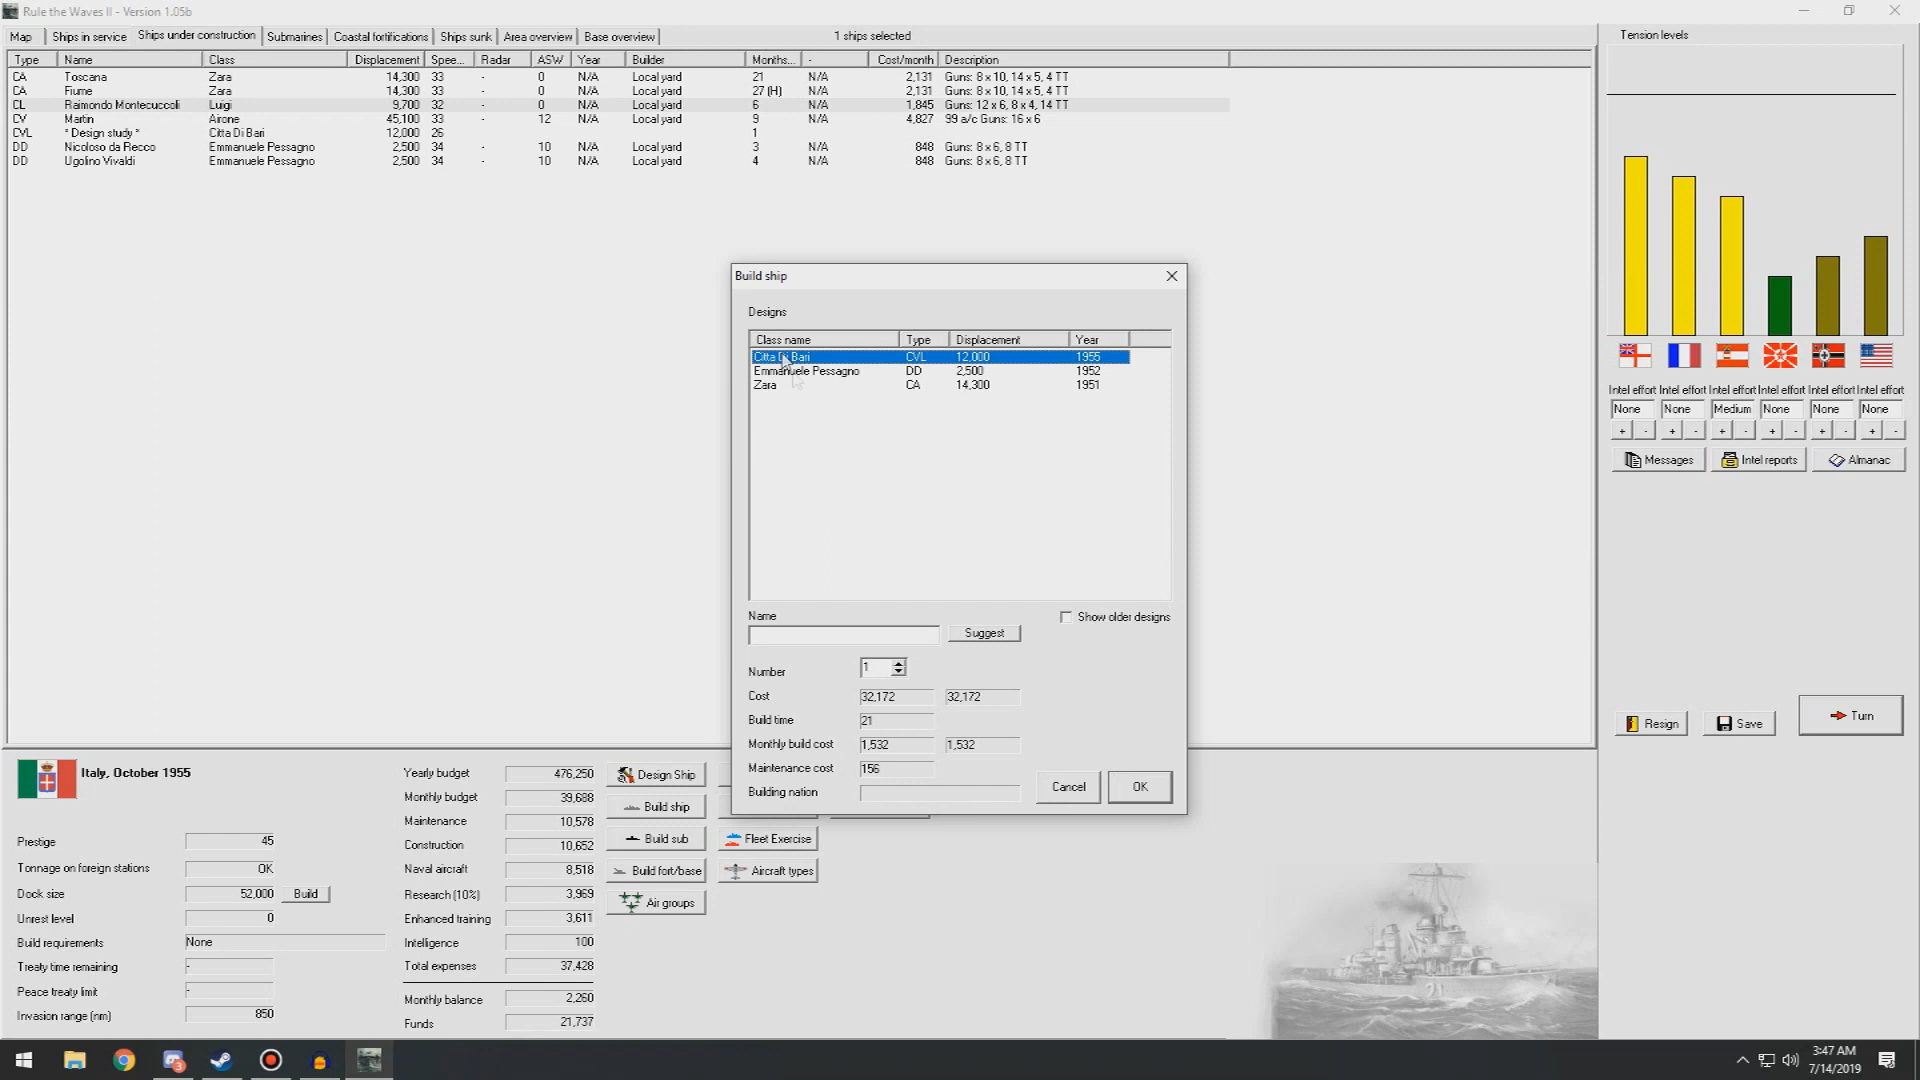 Rule the Waves II - Version 1.05b
Map Ships in service Ships under construction Submarines Coastal fortifications Ships sunk Area overview Base overview 1 ships selected
Type Name Class Displacement Spee... Radar ASW Year Builder Months... - Cost/month Description
CA Toscana Zara 14,300 33 - 0 N/A Local yard 21 N/A 2,131 Guns: 8 x 10, 14 x 5, 4 TT
CA Fiume Zara 14,300 33 - 0 N/A Local yard 27 (H) N/A 2,131 Guns: 8 x 10, 14 x 5, 4 TT
CL Raimondo Montecuccoli Luigi 9,700 32 - 0 N/A Local yard 6 N/A 1,845 Guns: 12 x 6, 8 x 4, 14 TT
CV Martin Airone 45,100 33 - 12 N/A Local yard 9 N/A 4,827 99 a/c Guns: 16 x 6
CVL * Design study * Citta Di Bari 12,000 26 1
DD Nicoloso da Recco Emmanuele Pessagno 2,500 34 - 10 N/A Local yard 3 N/A 848 Guns: 8 x 6, 8 TT
DD Ugolino Vivaldi Emmanuele Pessagno 2,500 34 - 10 N/A Local yard 4 N/A 848 Guns: 8 x 6, 8 TT
Build ship
Designs
Class name Type Displacement Year
Citta Di Bari CVL 12,000 1955
Emmanuele Pessagno DD 2,500 1952
Zara CA 14,300 1951
Name
Suggest
Show older designs
Number 1
Cost 32,172 32,172
Build time 21
Monthly build cost 1,532 1,532
Maintenance cost 156
Building nation
Cancel OK
Tension levels
Intel effort Intel effort Intel effort Intel effort Intel effort Intel effort
None None Medium None None None
+ - + - + - + - + - + -
Messages Intel reports Almanac
Resign Save Turn
Italy, October 1955
Prestige 45
Tonnage on foreign stations OK
Dock size 52,000 Build
Unrest level 0
Build requirements None
Treaty time remaining -
Peace treaty limit -
Invasion range (nm) 850
Yearly budget 476,250
Monthly budget 39,688
Maintenance 10,578
Construction 10,652
Naval aircraft 8,518
Research (10%) 3,969
Enhanced training 3,611
Intelligence 100
Total expenses 37,428
Monthly balance 2,260
Funds 21,737
Design Ship
Build ship
Build sub Fleet Exercise
Build fort/base Aircraft types
Air groups
3
3:47 AM
7/14/2019